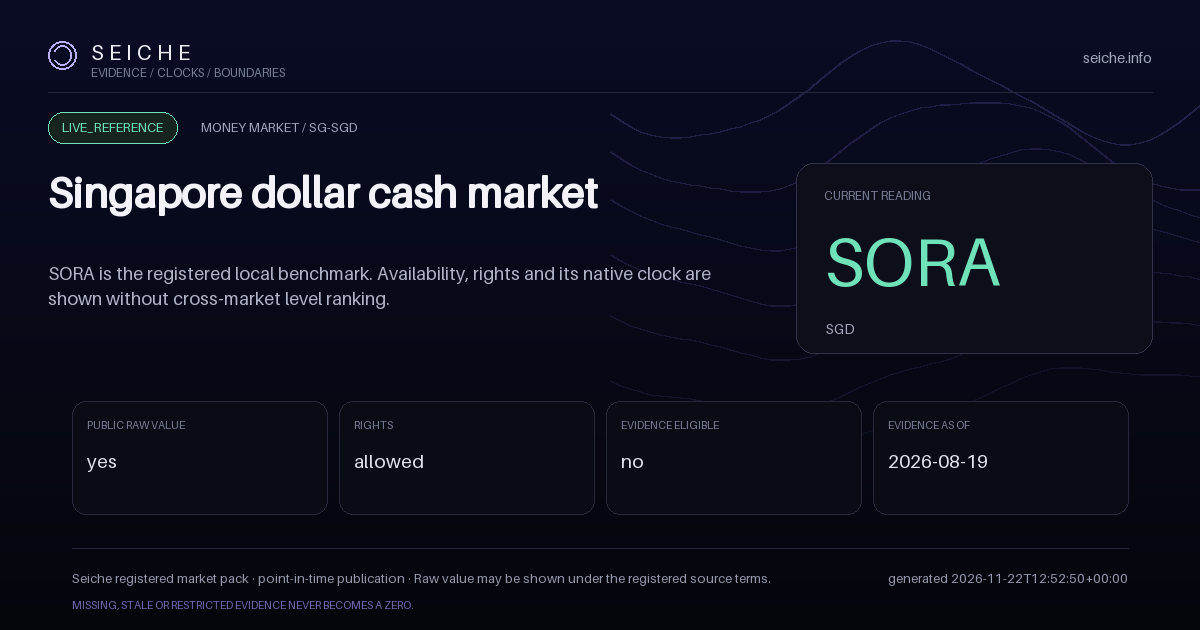 SEICHE
EVIDENCE / CLOCKS / BOUNDARIES
seiche.info
LIVE_REFERENCE
MONEY MARKET / SG-SGD
Singapore dollar cash market
SORA is the registered local benchmark. Availability, rights and its native clock are
shown without cross-market level ranking.
CURRENT READING
SORA
SGD
PUBLIC RAW VALUE
yes
RIGHTS
allowed
EVIDENCE ELIGIBLE
no
EVIDENCE AS OF
2026-08-19
Seiche registered market pack · point-in-time publication · Raw value may be shown under the registered source terms.
generated 2026-11-22T12:52:50+00:00
MISSING, STALE OR RESTRICTED EVIDENCE NEVER BECOMES A ZERO.